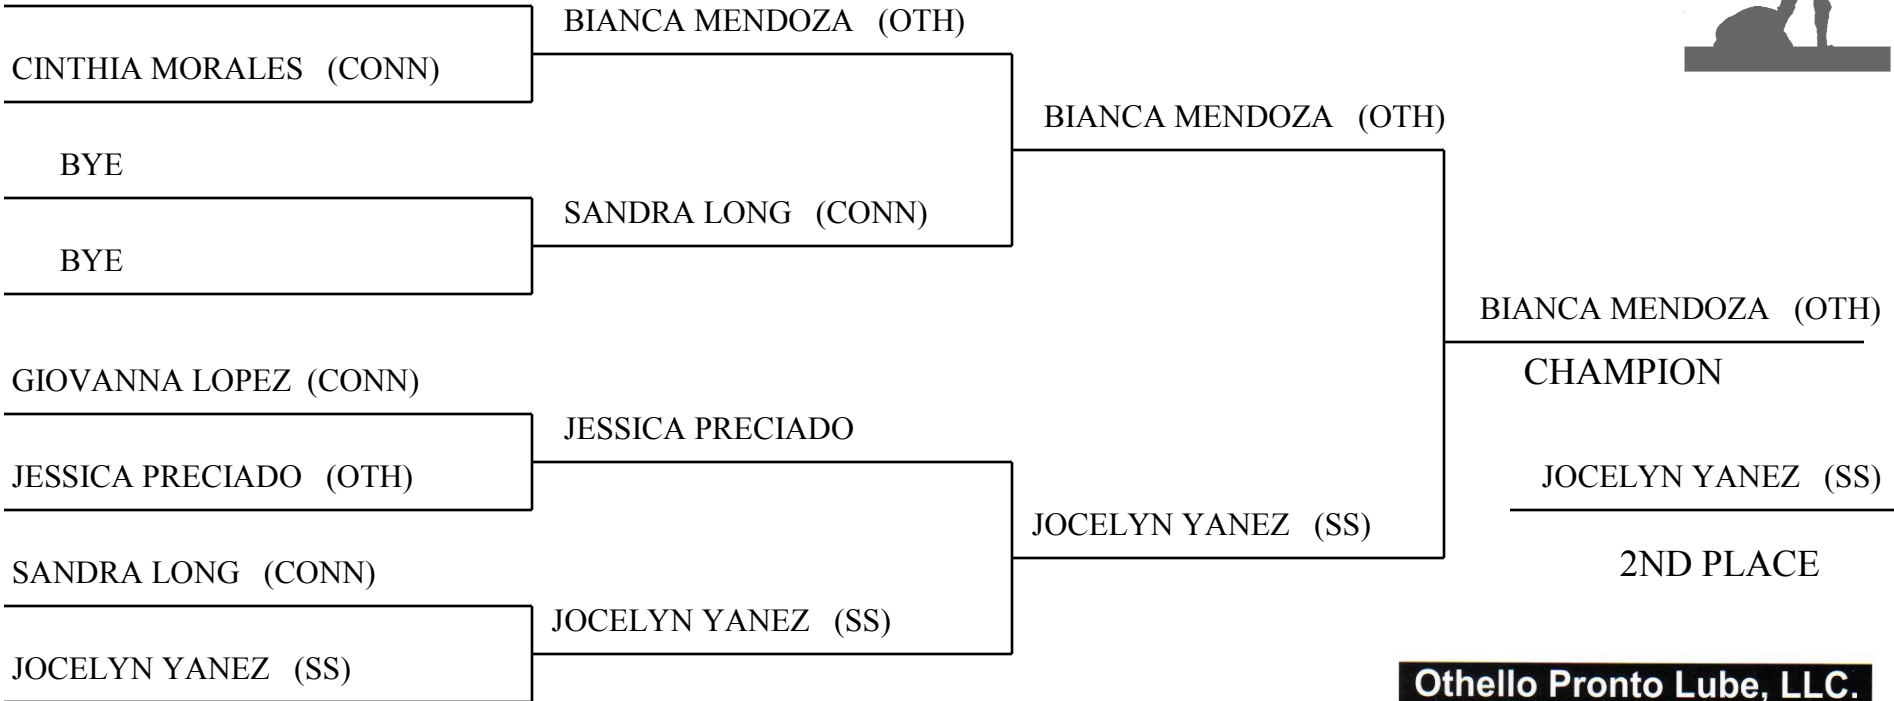 BIANCA MENDOZA (OTH)
CINTHIA MORALES (CONN)
BIANCA MENDOZA (OTH)
BYE
SANDRA LONG (CONN)
BYE
BIANCA MENDOZA (OTH)
CHAMPION
GIOVANNA LOPEZ (CONN)
JESSICA PRECIADO
JESSICA PRECIADO (OTH)
JOCELYN YANEZ (SS)
JOCELYN YANEZ (SS)
2ND PLACE
SANDRA LONG (CONN)
JOCELYN YANEZ (SS)
JOCELYN YANEZ (SS)
Othello Pronto Lube, LLC.